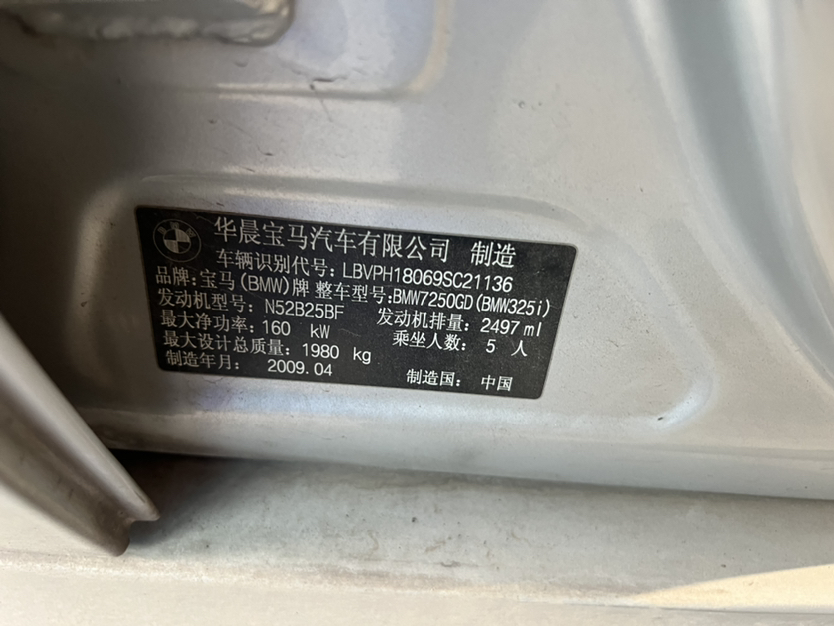 华晨宝马汽车有限公司 制造
车辆识别代号: LBVPH18069SC21136
品牌: 宝马(BMW)牌 整车型号: BMW7250GD(BMW325i)
发动机型号: N52B25BF 发动机排量: 2497 ml
最大净功率: 160 kW 乘坐人数: 5 人
最大设计总质量: 1980 kg
制造年月: 2009.04 制造国: 中国